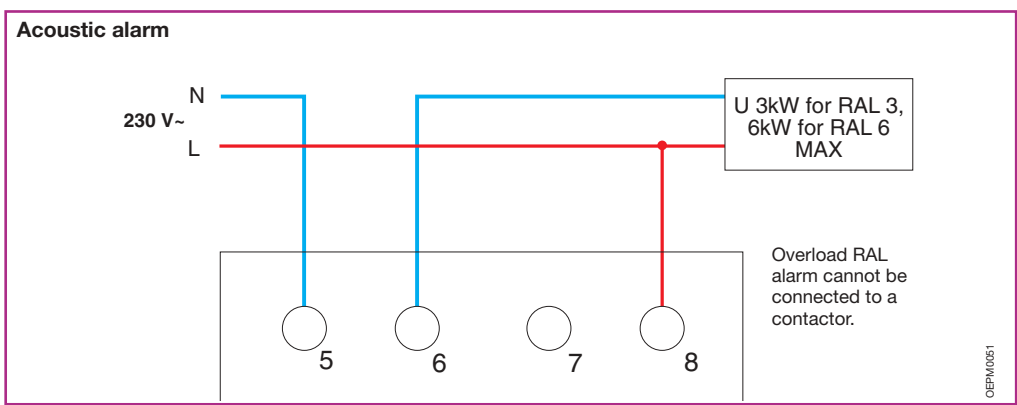 Acoustic alarm
N
230 V~
L
U 3kW for RAL 3,
6kW for RAL 6
MAX
Overload RAL
alarm cannot be
connected to a
contactor.
5
6
7
8
OEPM0051